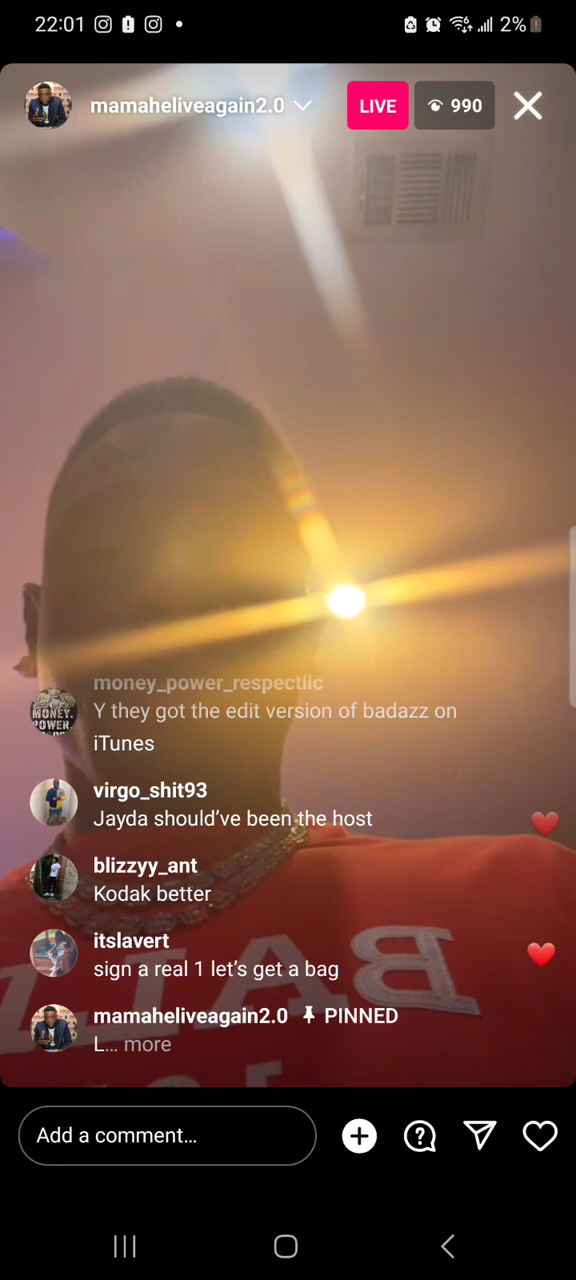 22:01
2%
mamaheliveagain2.0
LIVE
990
money_power_respectllc
Y they got the edit version of badazz on
iTunes
MONEY.
POWER.
virgo_shit93
Jayda should've been the host
blizzyy_ant
Kodak better
itslavert
sign a real 1 let's get a bag
mamaheliveagain2.0 PINNED
L... more
Add a comment...